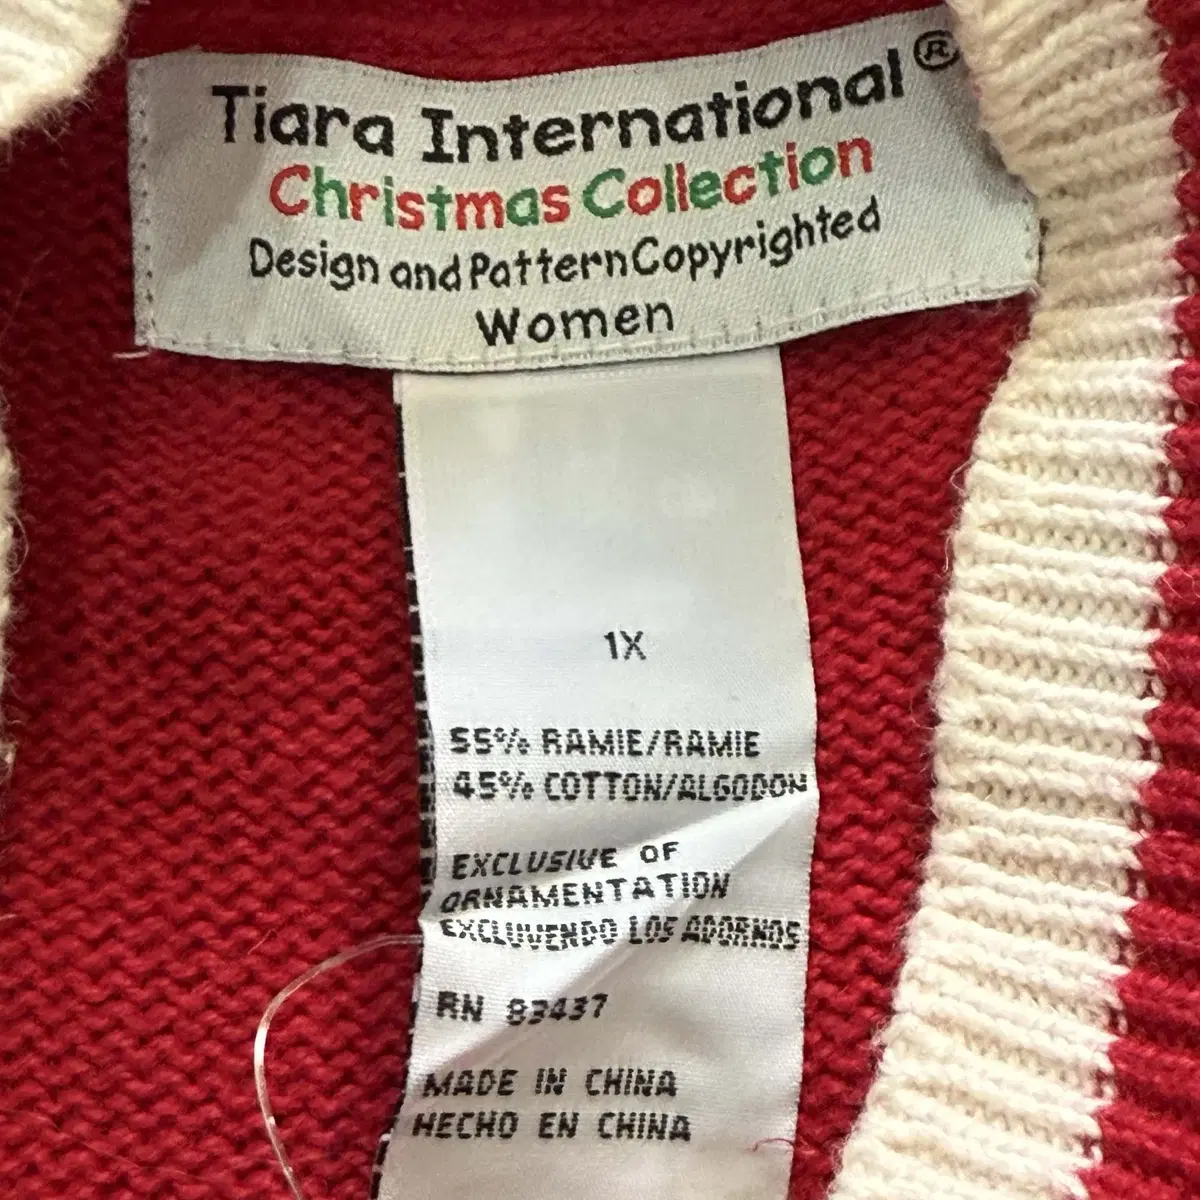 Tiara International®
Christmas Collection
Design and Pattern Copyrighted
Women
1X
55% RAMIE/RAMIE
45% COTTON/ALGODON
EXCLUSIVE OF
ORNAMENTATION
EXCLUYENDO LOS ADORNOS
RN 83437
MADE IN CHINA
HECHO EN CHINA